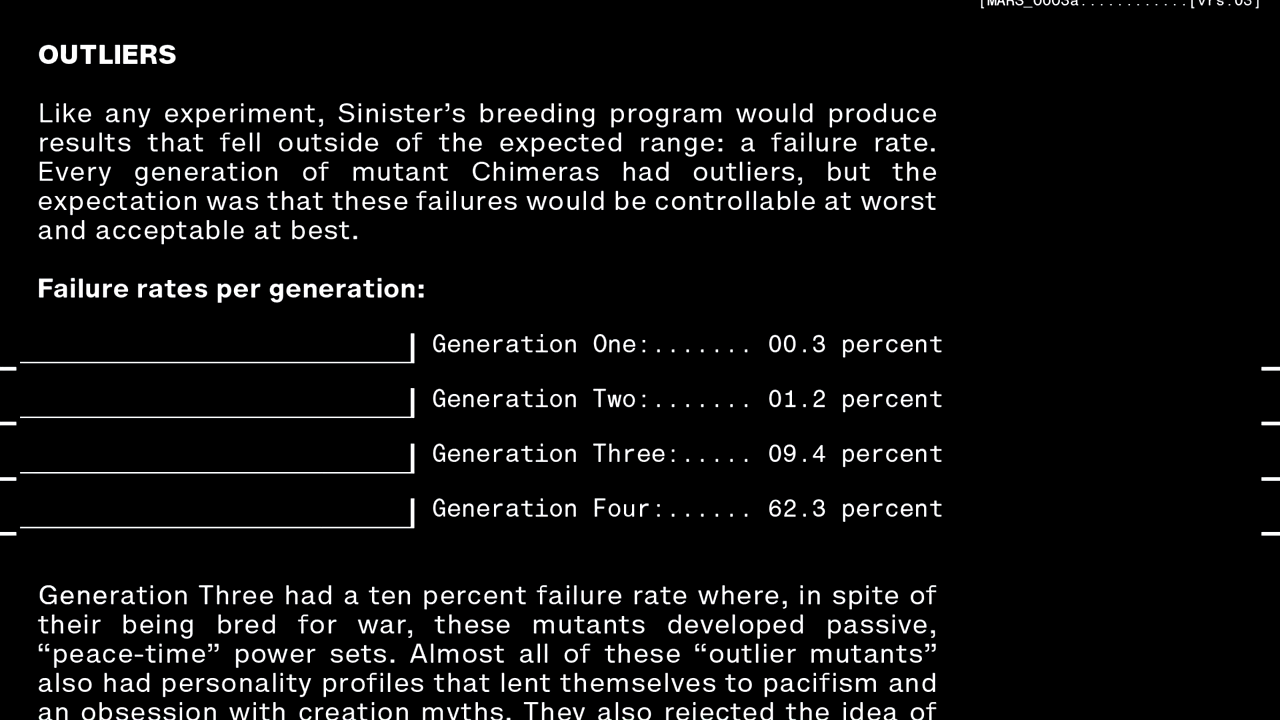 [MARS_0003a............[vrs.03]
OUTLIERS
Like any experiment, Sinister’s breeding program would produce
results that fell outside of the expected range: a failure rate.
Every generation of mutant Chimeras had outliers, but the
expectation was that these failures would be controllable at worst
and acceptable at best.
Failure rates per generation:
Generation One:....... 00.3 percent
Generation Two:....... 01.2 percent
Generation Three:..... 09.4 percent
Generation Four:...... 62.3 percent
Generation Three had a ten percent failure rate where, in spite of
their being bred for war, these mutants developed passive,
“peace-time” power sets. Almost all of these “outlier mutants”
also had personality profiles that lent themselves to pacifism and
an obsession with creation myths. They also rejected the idea of